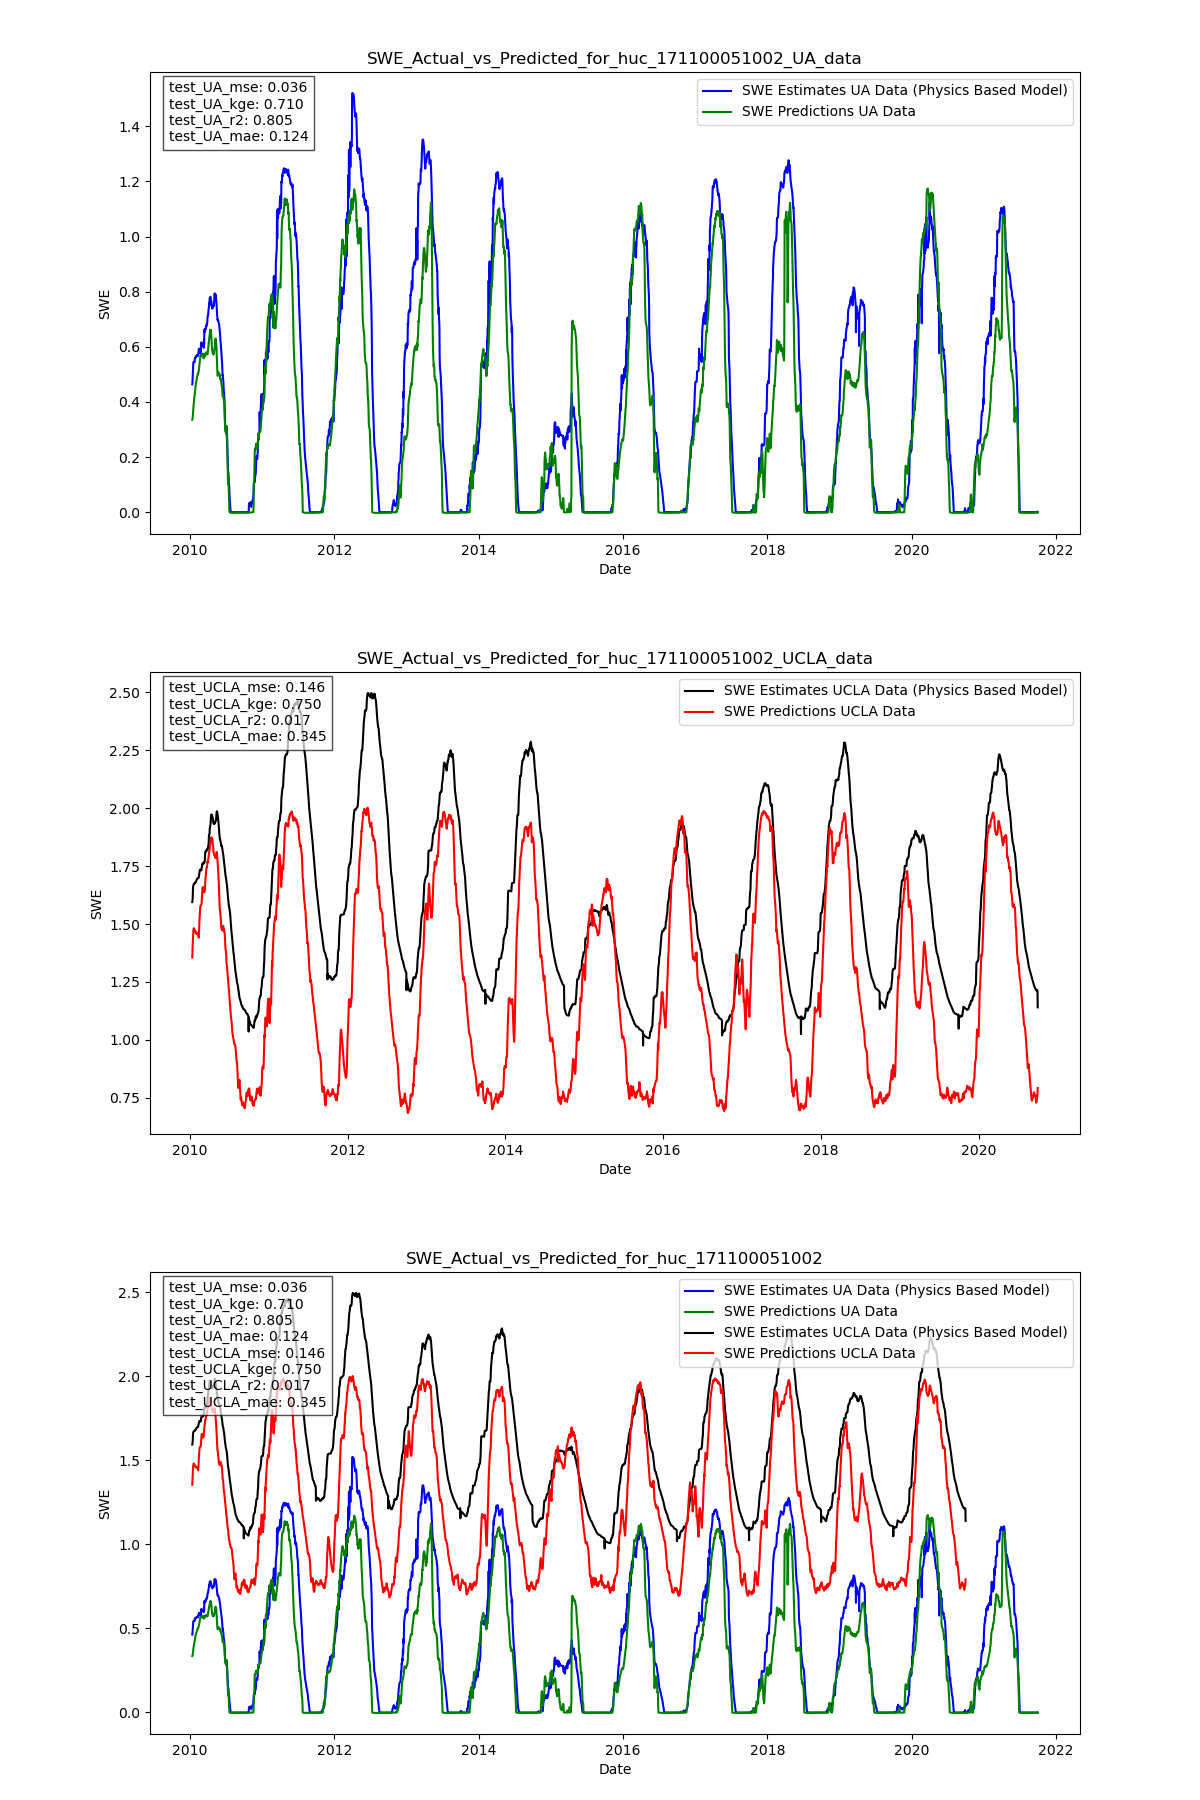 SWE_Actual_vs_Predicted_for_huc_171100051002_UA_data
test_UA_mse: 0.036
test_UA_kge: 0.710
test_UA_r2: 0.805
test_UA_mae: 0.124
SWE Estimates UA Data (Physics Based Model)
SWE Predictions UA Data
1.4
1.2
1.0
0.8
0.6
0.4
0.2
0.0
SWE
2010 2012 2014 2016 2018 2020 2022
Date
SWE_Actual_vs_Predicted_for_huc_171100051002_UCLA_data
test_UCLA_mse: 0.146
test_UCLA_kge: 0.750
test_UCLA_r2: 0.017
test_UCLA_mae: 0.345
SWE Estimates UCLA Data (Physics Based Model)
SWE Predictions UCLA Data
2.50
2.25
2.00
1.75
1.50
1.25
1.00
0.75
SWE
2010 2012 2014 2016 2018 2020
Date
SWE_Actual_vs_Predicted_for_huc_171100051002
test_UA_mse: 0.036
test_UA_kge: 0.710
test_UA_r2: 0.805
test_UA_mae: 0.124
test_UCLA_mse: 0.146
test_UCLA_kge: 0.750
test_UCLA_r2: 0.017
test_UCLA_mae: 0.345
SWE Estimates UA Data (Physics Based Model)
SWE Predictions UA Data
SWE Estimates UCLA Data (Physics Based Model)
SWE Predictions UCLA Data
2.5
2.0
1.5
1.0
0.5
0.0
SWE
2010 2012 2014 2016 2018 2020 2022
Date